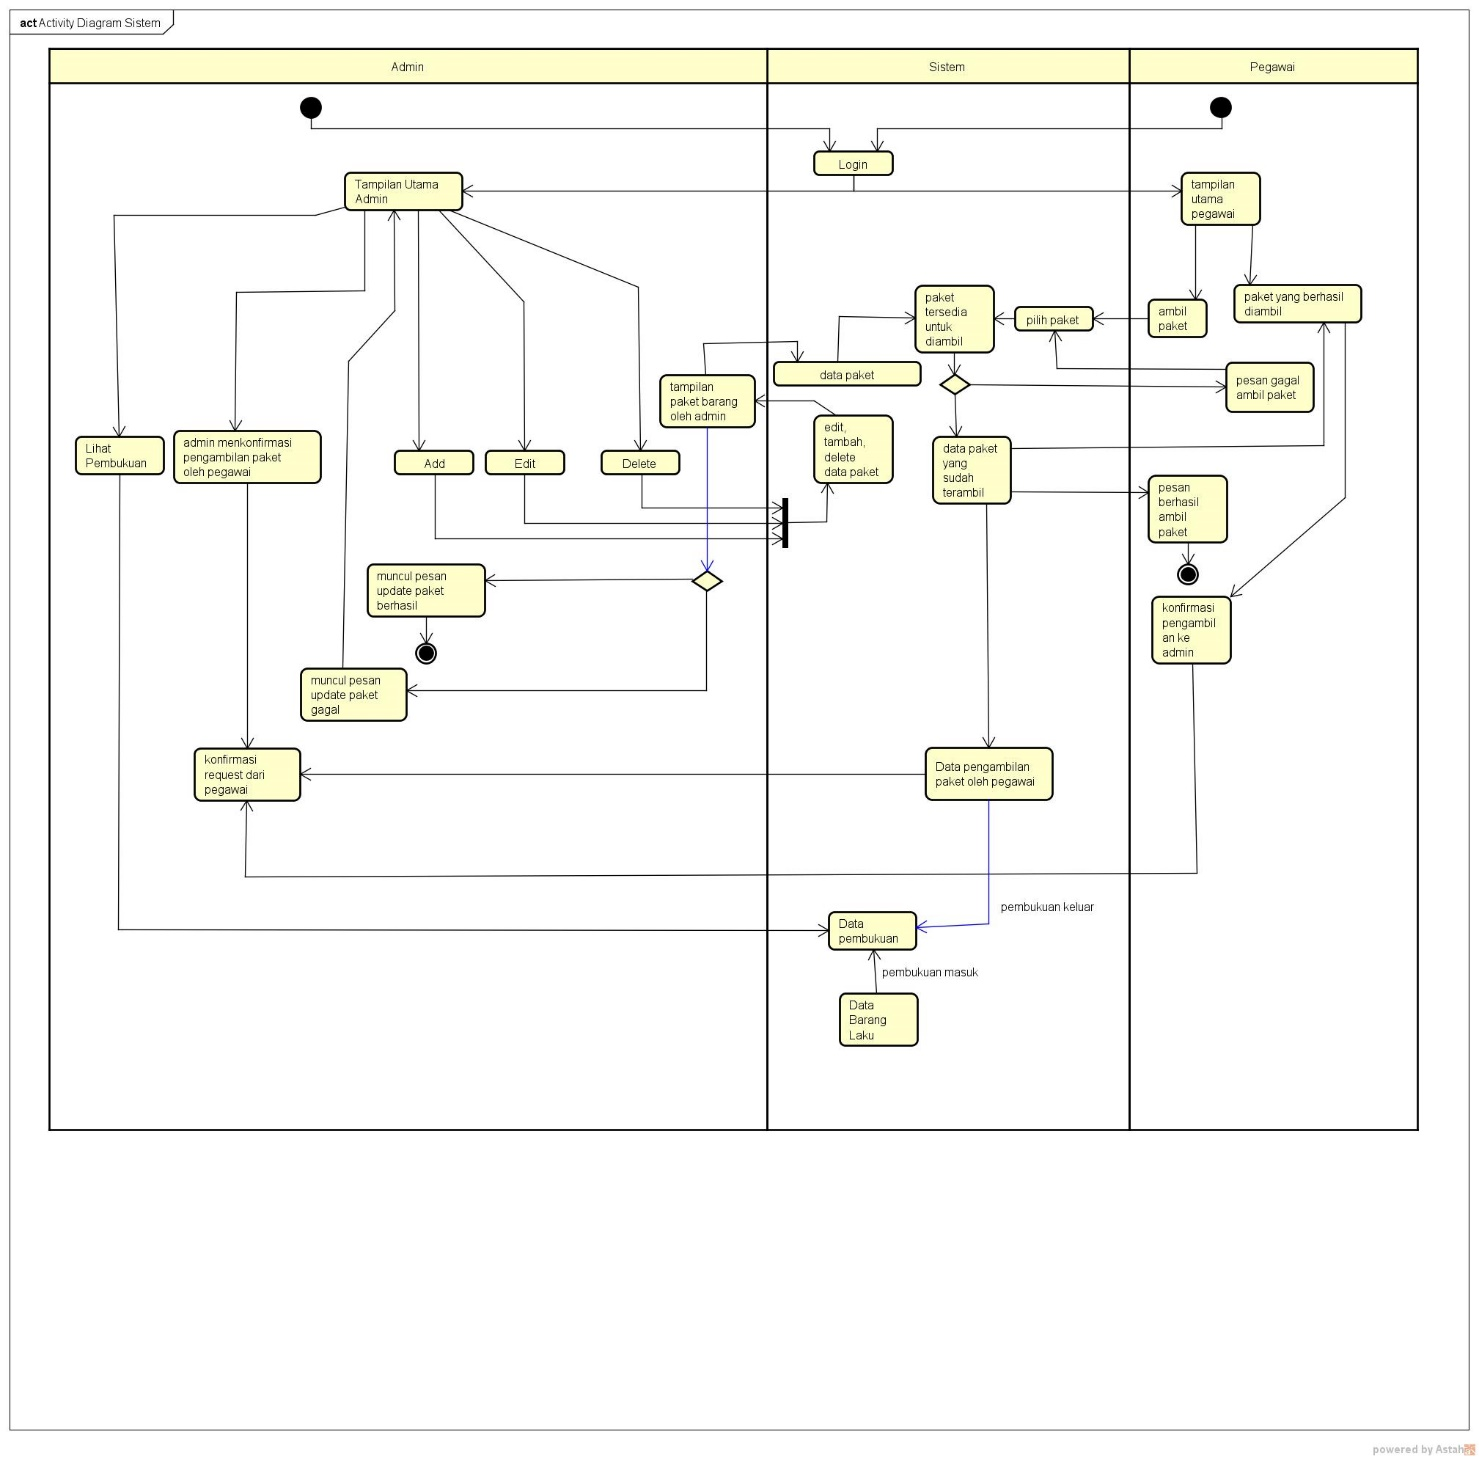 act Activity Diagram Sistem
Admin
Sistem
Pegawai
Login
Tampilan Utama
Admin
tampilan
utama
pegawai
paket
tersedia
untuk
diambil
pilih paket
ambil
paket
paket yang berhasil
diambil
data paket
tampilan
paket barang
oleh admin
pesan gagal
ambil paket
edit,
tambah,
delete
data paket
Lihat
Pembukuan
admin menkonfirmasi
pengambilan paket
oleh pegawai
Add
Edit
Delete
data paket
yang
sudah
terambil
pesan
berhasil
ambil
paket
muncul pesan
update paket
berhasil
konfirmasi
pengambil
an ke
admin
muncul pesan
update paket
gagal
konfirmasi
request dari
pegawai
Data pengambilan
paket oleh pegawai
pembukuan keluar
Data
pembukuan
pembukuan masuk
Data
Barang
Laku
powered by Astah